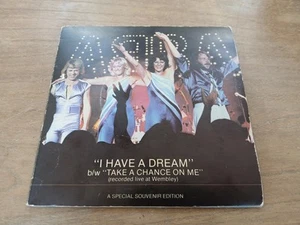 ABBA
"I HAVE A DREAM"
b/w "TAKE A CHANCE ON ME"
(recorded live at Wembley)
A SPECIAL SOUVENIR EDITION